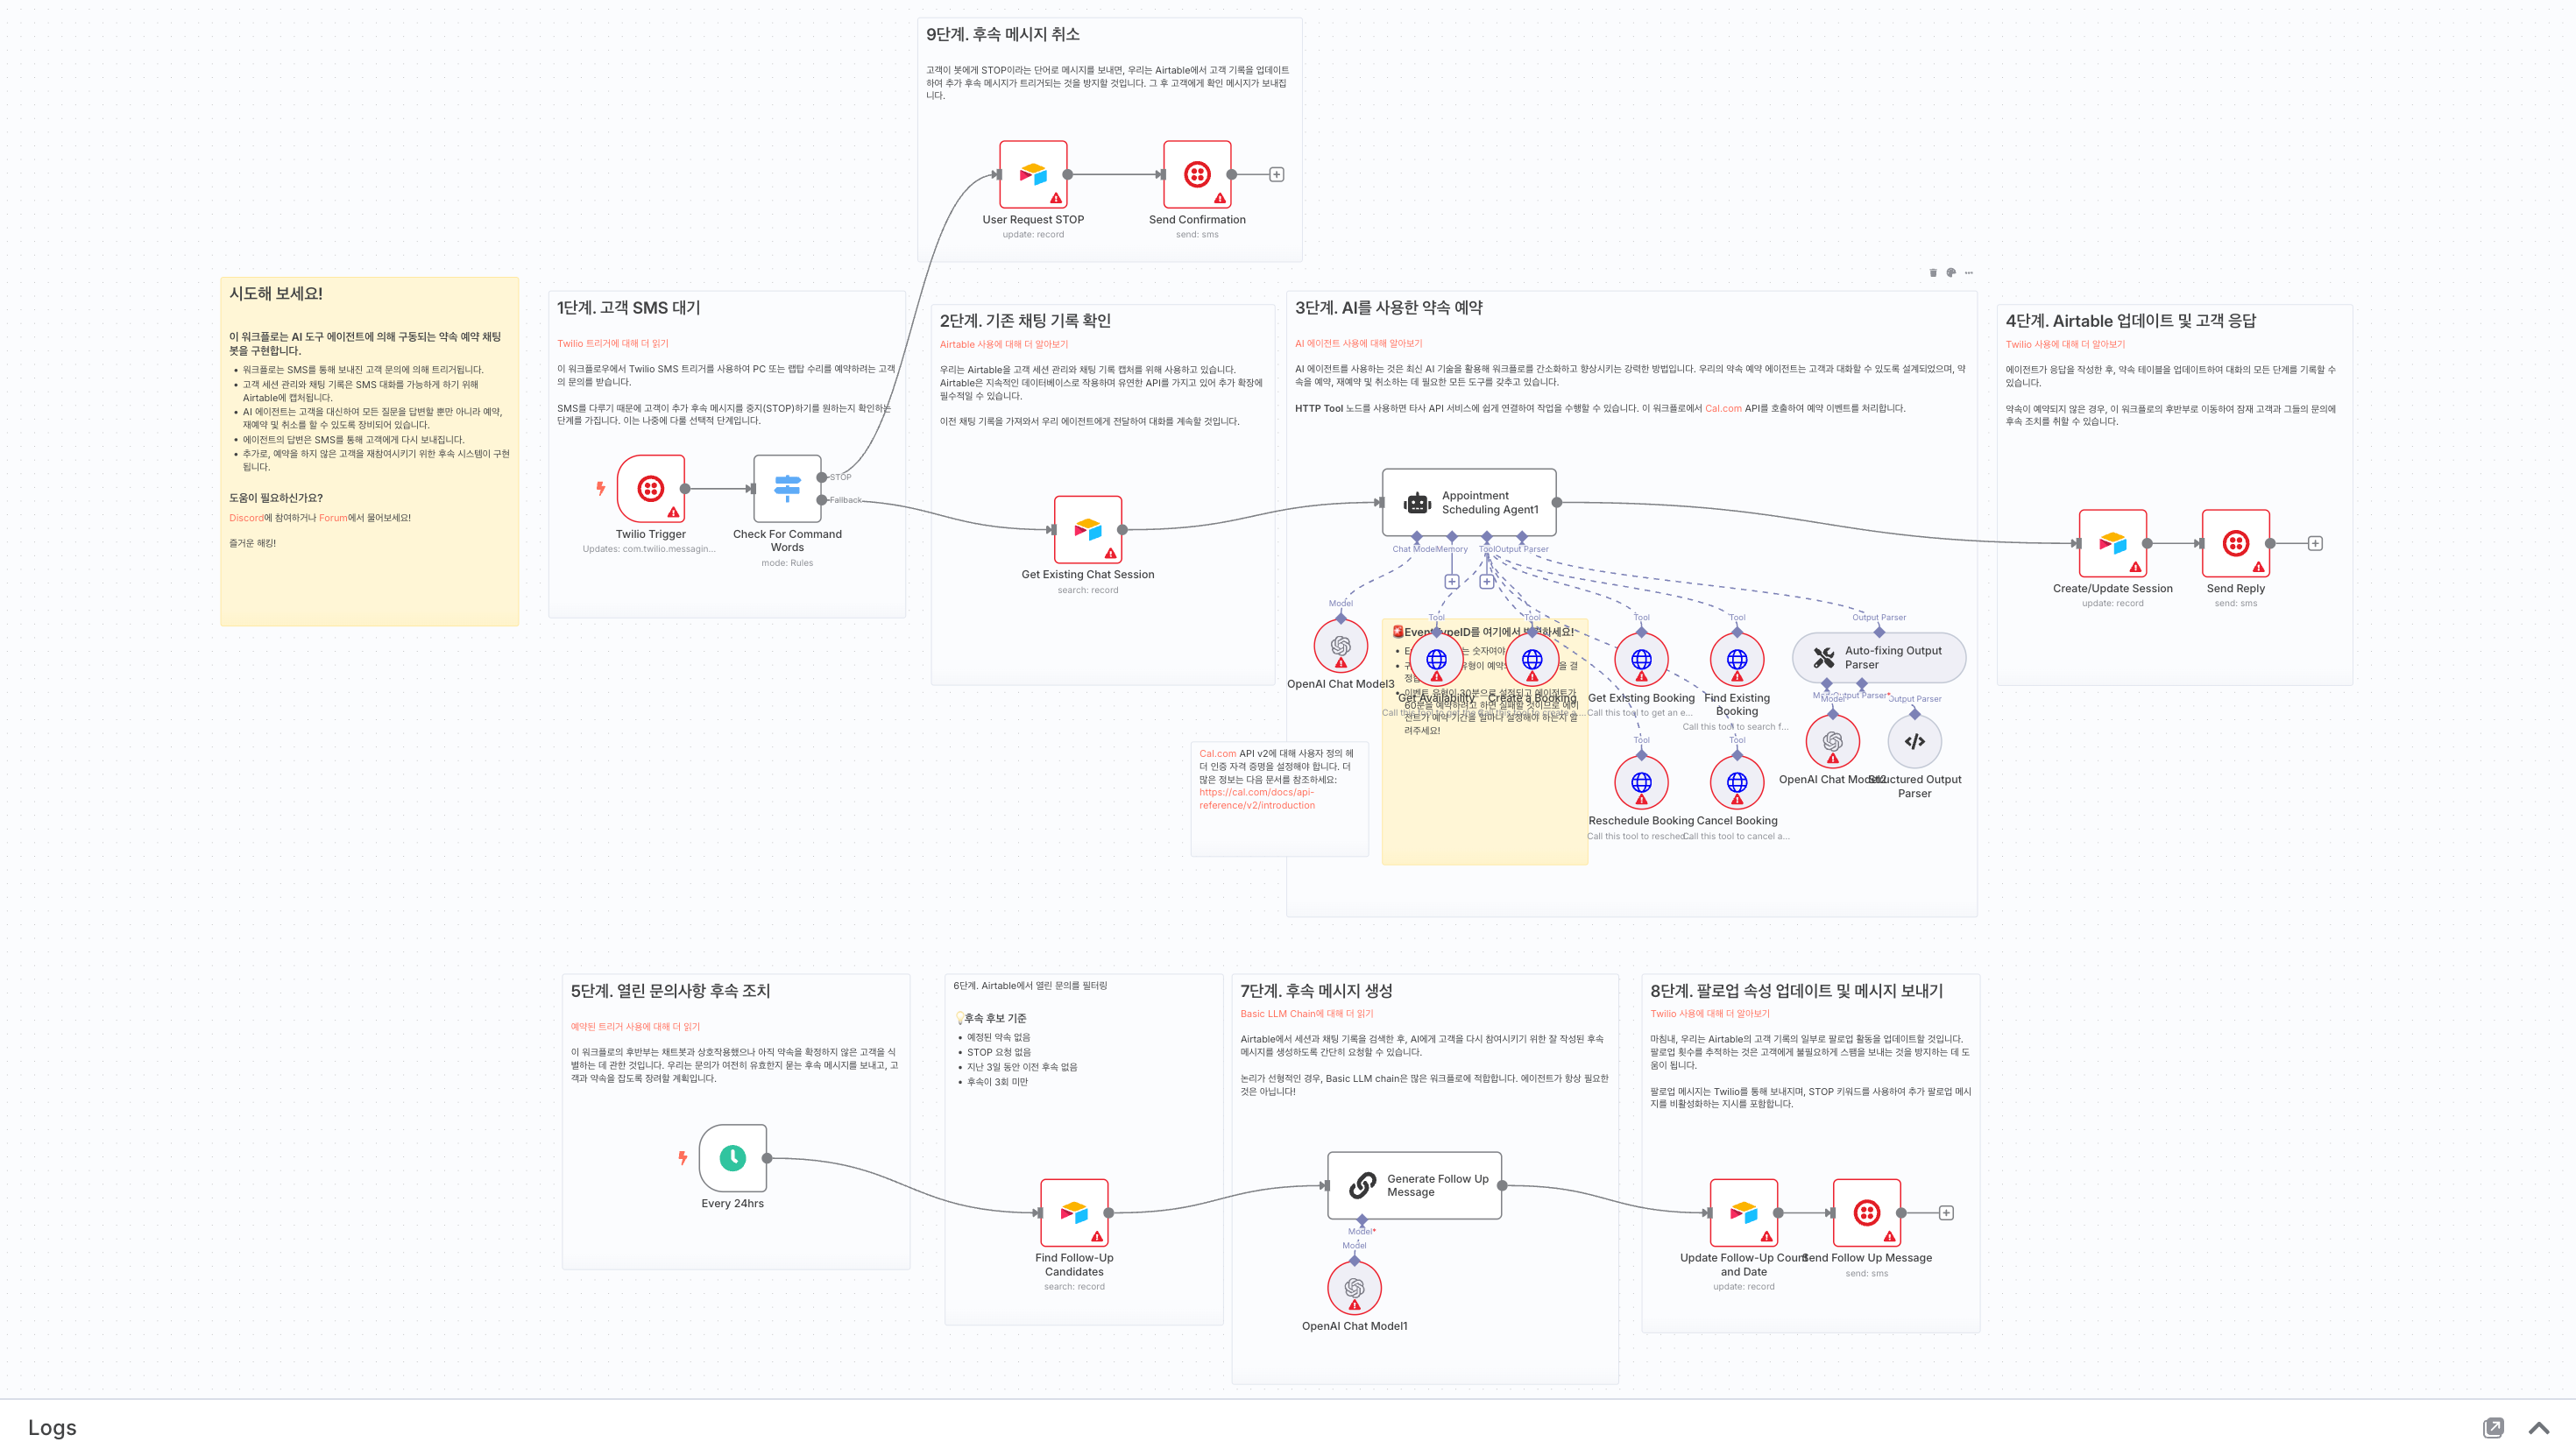 9단계. 후속 메시지 취소
고객이 봇에게 STOP이라는 단어로 메시지를 보내면, 우리는 Airtable에서 고객 기록을 업데이트
하여 추가 후속 메시지가 트리거되는 것을 방지할 것입니다. 그 후 고객에게 확인 메시지가 보내집
니다.
User Request STOP
update: record
Send Confirmation
send: sms
시도해 보세요!
이 워크플로는 AI 도구 에이전트에 의해 구동되는 약속 예약 채팅
봇을 구현합니다.
• 워크플로는 SMS를 통해 보내진 고객 문의에 의해 트리거됩니다.
• 고객 세션 관리와 채팅 기록은 SMS 대화를 가능하게 하기 위해
Airtable에 캡처됩니다.
• AI 에이전트는 고객을 대신하여 모든 질문을 답변할 뿐만 아니라 예약,
재예약 및 취소를 할 수 있도록 장비되어 있습니다.
• 에이전트의 답변은 SMS를 통해 고객에게 다시 보내집니다.
• 추가로, 예약을 하지 않은 고객을 재참여시키기 위한 후속 시스템이 구현
됩니다.
도움이 필요하신가요?
Discord에 참여하거나 Forum에서 물어보세요!
즐거운 해킹!
1단계. 고객 SMS 대기
Twilio 트리거에 대해 더 읽기
이 워크플로우에서 Twilio SMS 트리거를 사용하여 PC 또는 랩탑 수리를 예약하려는 고객
의 문의를 받습니다.
SMS를 다루기 때문에 고객이 추가 후속 메시지를 중지(STOP)하기를 원하는지 확인하는
단계를 가집니다. 이는 나중에 다룰 선택적 단계입니다.
STOP
Fallback
Twilio Trigger
Updates: com.twilio.messagin...
Check For Command
Words
mode: Rules
2단계. 기존 채팅 기록 확인
Airtable 사용에 대해 더 알아보기
우리는 Airtable을 고객 세션 관리와 채팅 기록 캡처를 위해 사용하고 있습니다.
Airtable은 지속적인 데이터베이스로 작용하며 유연한 API를 가지고 있어 추가 확장에
필수적일 수 있습니다.
이전 채팅 기록을 가져와서 우리 에이전트에게 전달하여 대화를 계속할 것입니다.
Get Existing Chat Session
search: record
3단계. AI를 사용한 약속 예약
AI 에이전트 사용에 대해 알아보기
AI 에이전트를 사용하는 것은 최신 AI 기술을 활용해 워크플로를 간소화하고 향상시키는 강력한 방법입니다. 우리의 약속 예약 에이전트는 고객과 대화할 수 있도록 설계되었으며, 약
속을 예약, 재예약 및 취소하는 데 필요한 모든 도구를 갖추고 있습니다.
HTTP Tool 노드를 사용하면 타사 API 서비스에 쉽게 연결하여 작업을 수행할 수 있습니다. 이 워크플로에서 Cal.com API를 호출하여 예약 이벤트를 처리합니다.
Appointment
Scheduling Agent1
Chat Model
Memory
Tool
Output Parser
Model
Tool
Tool
Tool
Tool
Output Parser
OpenAI Chat Model3
Get Availability
Create a Booking
Get Existing Booking
Call this tool to get an e...
Find Existing
Booking
Call this tool to search f...
Auto-fixing Output
Parser
Model
Output Parser
Structured Output
Parser
Tool
Tool
Reschedule Booking
Call this tool to resched
Cancel Booking
Call this tool to cancel a...
60분을 예약하려고 하면 실패할 것이므로 에이
전트가 예약 기간을 얼마나 설정해야 하는지 알
려주세요!
Cal.com API v2에 대해 사용자 정의 헤
더 인증 자격 증명을 설정해야 합니다. 더
많은 정보는 다음 문서를 참조하세요:
https://cal.com/docs/api-
reference/v2/introduction
4단계. Airtable 업데이트 및 고객 응답
Twilio 사용에 대해 더 알아보기
에이전트가 응답을 작성한 후, 약속 테이블을 업데이트하여 대화의 모든 단계를 기록할 수
있습니다.
약속이 예약되지 않은 경우, 이 워크플로의 후반부로 이동하여 잠재 고객과 그들의 문의에
후속 조치를 취할 수 있습니다.
Create/Update Session
update: record
Send Reply
send: sms
5단계. 열린 문의사항 후속 조치
예약된 트리거 사용에 대해 더 읽기
이 워크플로의 후반부는 채트봇과 상호작용했으나 아직 약속을 확정하지 않은 고객을 식
별하는 데 관한 것입니다. 우리는 문의가 여전히 유효한지 묻는 후속 메시지를 보내고, 고
객과 약속을 잡도록 장려할 계획입니다.
Every 24hrs
6단계. Airtable에서 열린 문의를 필터링
💡후속 후보 기준
• 예정된 약속 없음
• STOP 요청 없음
• 지난 3일 동안 이전 후속 없음
• 후속이 3회 미만
Find Follow-Up
Candidates
search: record
7단계. 후속 메시지 생성
Basic LLM Chain에 대해 더 읽기
Airtable에서 세션과 채팅 기록을 검색한 후, AI에게 고객을 다시 참여시키기 위한 잘 작성된 후속
메시지를 생성하도록 간단히 요청할 수 있습니다.
논리가 선형적인 경우, Basic LLM chain은 많은 워크플로에 적합합니다. 에이전트가 항상 필요한
것은 아닙니다!
Generate Follow Up
Message
Model*
Model
OpenAI Chat Model1
8단계. 팔로업 속성 업데이트 및 메시지 보내기
Twilio 사용에 대해 더 알아보기
마침내, 우리는 Airtable의 고객 기록의 일부로 팔로업 활동을 업데이트할 것입니다.
팔로업 횟수를 추적하는 것은 고객에게 불필요하게 스팸을 보내는 것을 방지하는 데 도
움이 됩니다.
팔로업 메시지는 Twilio를 통해 보내지며, STOP 키워드를 사용하여 추가 팔로업 메시
지를 비활성화하는 지시를 포함합니다.
Update Follow-Up Count
and Date
update: record
Send Follow Up Message
send: sms
Logs